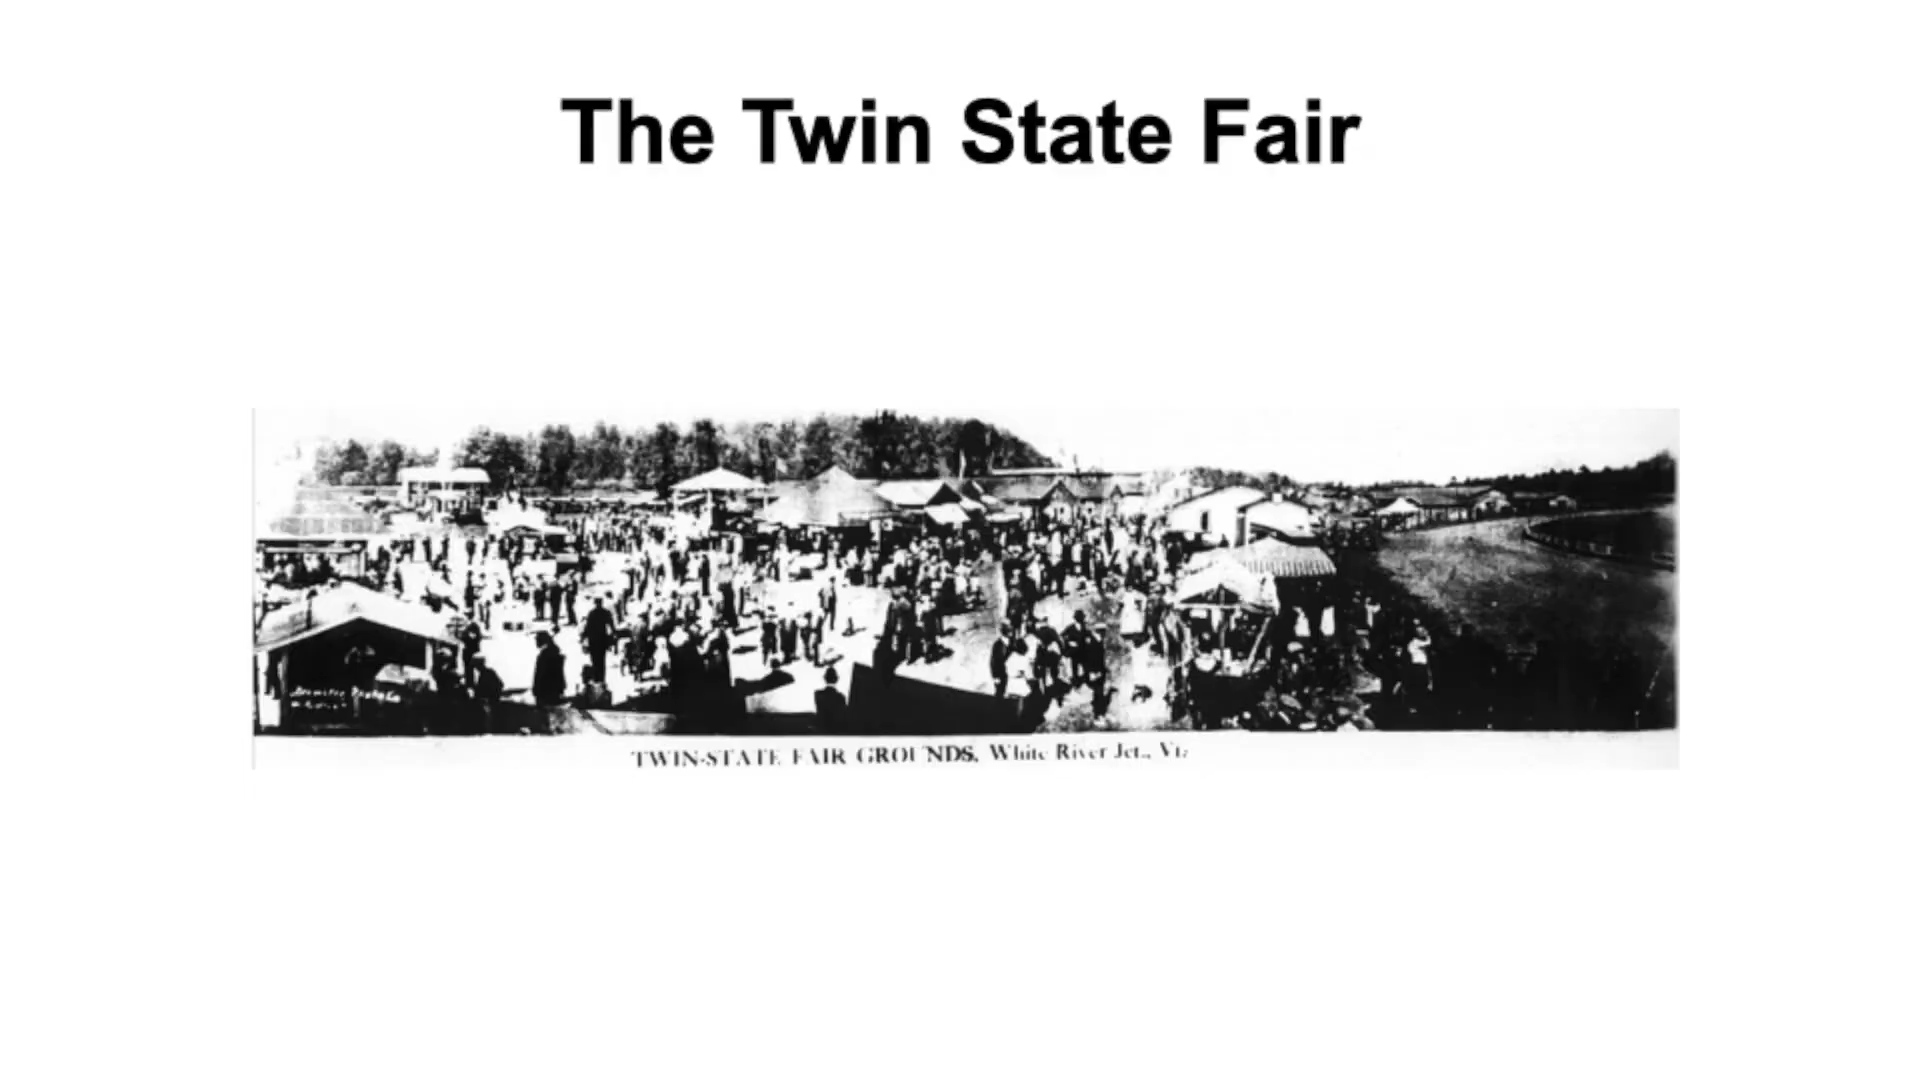 The Twin State Fair
TWIN-STATE FAIR GROUNDS, White River Jct., Vt.